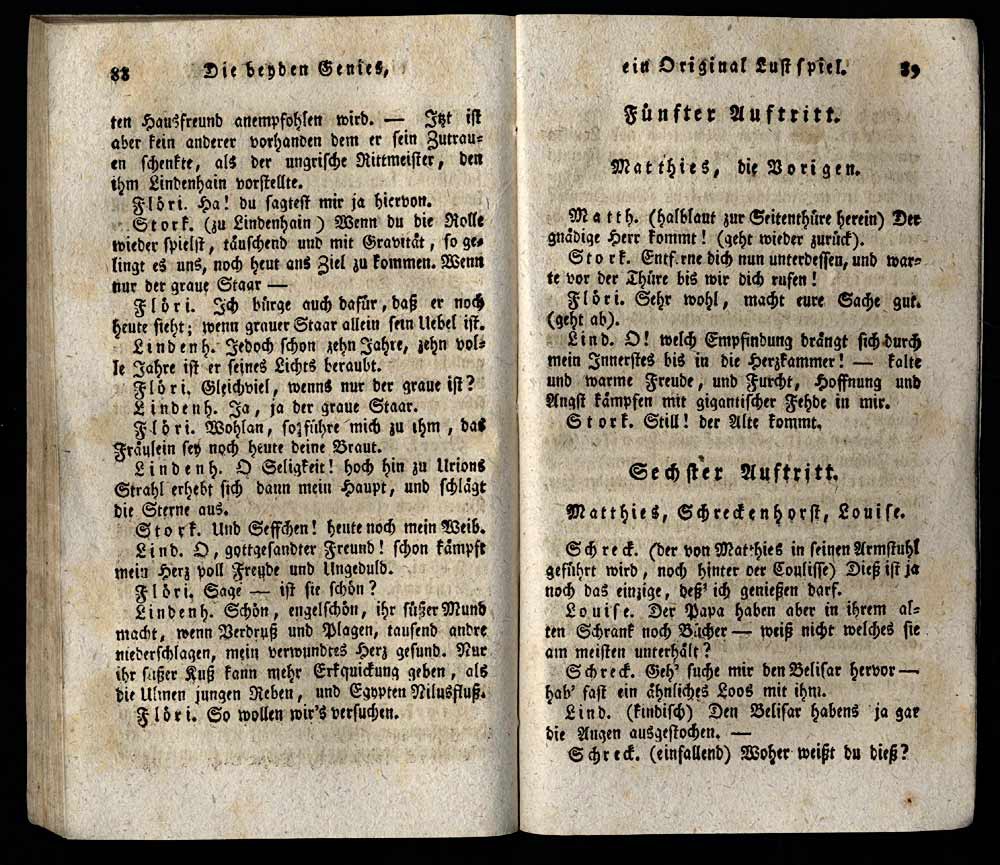 88 Die beyden Genies,
ten Hausfreund anempfohlen wird. — Itzt ist
aber kein anderer vorhanden dem er sein Zutrau=
en schenkte, als der ungrische Rittmeister, den
ihm Lindenhain vorstellte.
Flöri. Ha! du sagtest mir ja hiervon.
Stork. (zu Lindenhain) Wenn du die Rolle
wieder spielst, täuschend und mit Gravität, so ge=
lingt es uns, noch heut ans Ziel zu kommen. Wenn
nur der graue Staar —
Flöri. Ich bürge auch dafür, daß er noch
heute sieht; wenn grauer Staar allein sein Uebel ist.
Lindenh. Jedoch schon zehn Jahre, zehn vol=
le Jahre ist er seines Lichts beraubt.
Flöri. Gleichviel, wenns nur der graue ist?
Lindenh. Ja, ja der graue Staar.
Flöri. Wohlan, so führe mich zu ihm, das
Fräulein sey noch heute deine Braut.
Lindenh. O Seligkeit! hoch hin zu Urions
Strahl erhebt sich dann mein Haupt, und schlägt
die Sterne aus.
Stork. Und Seffchen! heute noch mein Weib.
Lind. O, gottgesandter Freund! schon kämpft
mein Herz voll Freude und Ungeduld.
Flöri. Sage — ist sie schön?
Lindenh. Schön, engelschön, ihr süßer Mund
macht, wenn Verdruß und Plagen, tausend andre
niederschlagen, mein verwundtes Herz gesund. Nur
ihr süßer Kuß kann mehr Erkquickung geben, als
die Ulmen jungen Reben, und Egypten Nilusfluß.
Flöri. So wollen wir's versuchen.
ein Original Lustspiel. 89
Fünfter Auftritt.
Matthies, die Vorigen.
Matth. (halblaut zur Seitenthüre herein) Der
gnädige Herr kommt! (geht wieder zurück).
Stork. Entferne dich nun unterdessen, und war=
te vor der Thüre bis wir dich rufen!
Flöri. Sehr wohl, macht eure Sache gut.
(geht ab).
Lind. O! welch Empfindung drängt sich durch
mein Innerstes bis in die Herzkammer! — kalte
und warme Freude, und Furcht, Hoffnung und
Angst kämpfen mit gigantischer Fehde in mir.
Stork. Still! der Alte kommt.
Sechster Auftritt.
Matthies, Schreckenhorst, Louise.
Schreck. (der von Matthies in seinen Armstuhl
geführt wird, noch hinter der Coulisse) Dieß ist ja
noch das einzige, deß' ich genießen darf.
Louise. Der Papa haben aber in ihrem al=
ten Schrank noch Bücher — weiß nicht welches sie
am meisten unterhält?
Schreck. Geh' suche mir den Belisar hervor —
hab' fast ein ähnliches Loos mit ihm.
Lind. (kindisch) Den Belisar habens ja gar
die Augen ausgestochen. —
Schreck. (einfallend) Woher weißt du dieß?